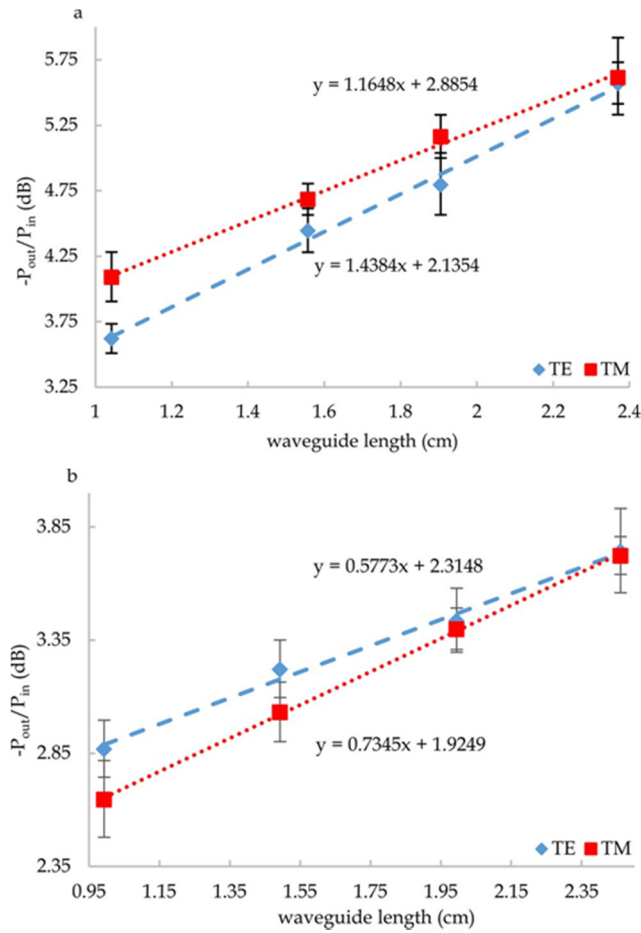 a
5.75
5.25
4.75
4.25
3.75
3.25
-P_out/P_in (dB)
y = 1.1648x + 2.8854
y = 1.4384x + 2.1354
TE TM
1 1.2 1.4 1.6 1.8 2 2.2 2.4
waveguide length (cm)
b
3.85
3.35
2.85
2.35
-P_out/P_in (dB)
y = 0.5773x + 2.3148
y = 0.7345x + 1.9249
TE TM
0.95 1.15 1.35 1.55 1.75 1.95 2.15 2.35
waveguide length (cm)